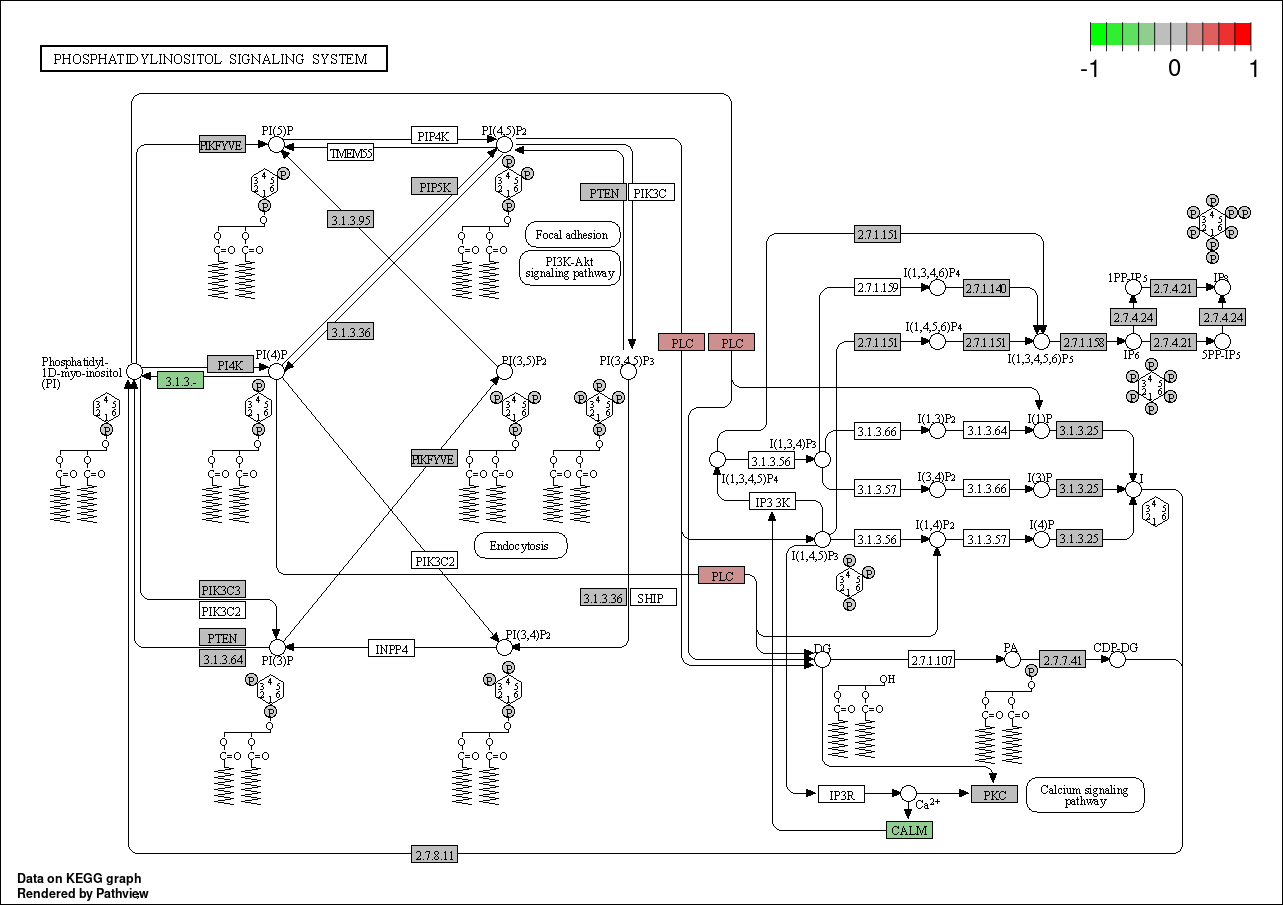 PHOSPHATIDYLINOSITOL SIGNALING SYSTEM
-1 0 1
PI(5)P
PIP4K
PI(4,5)P2
PIKFYVE
TMEM55
PIP5K
PTEN
PIK3C
3.1.3.95
Focal adhesion
PI3K-Akt
signaling pathway
2.7.1.151
I(1,3,4,6)P4
2.7.1.159
2.7.1.140
1PP-IP5
2.7.4.21
IP8
2.7.4.24
2.7.4.24
3.1.3.36
PLC
PLC
2.7.1.151
I(1,4,5,6)P4
2.7.1.151
2.7.1.158
2.7.4.21
I(1,3,4,5,6)P5
IP6
5PP-IP5
Phosphatidyl-
1D-myo-inositol
(PI)
PI4K
PI(4)P
3.1.3.-
PI(3,5)P2
PI(3,4,5)P3
I(1,3)P2
I(1)P
3.1.3.66
3.1.3.64
3.1.3.25
I(1,3,4)P3
3.1.3.56
I(1,3,4,5)P4
PIKFYVE
I(3,4)P2
I(3)P
I
3.1.3.57
3.1.3.66
3.1.3.25
IP3 3K
I(1,4)P2
I(4)P
3.1.3.56
3.1.3.57
3.1.3.25
I(1,4,5)P3
Endocytosis
PIK3C2
PLC
PIK3C3
PIK3C2
3.1.3.36
SHIP
PTEN
3.1.3.64
PI(3)P
INPP4
PI(3,4)P2
DG
2.7.1.107
PA
2.7.7.41
CDP-DG
OH
IP3R
Ca2+
PKC
Calcium signaling
pathway
CALM
2.7.8.11
Data on KEGG graph
Rendered by Pathview